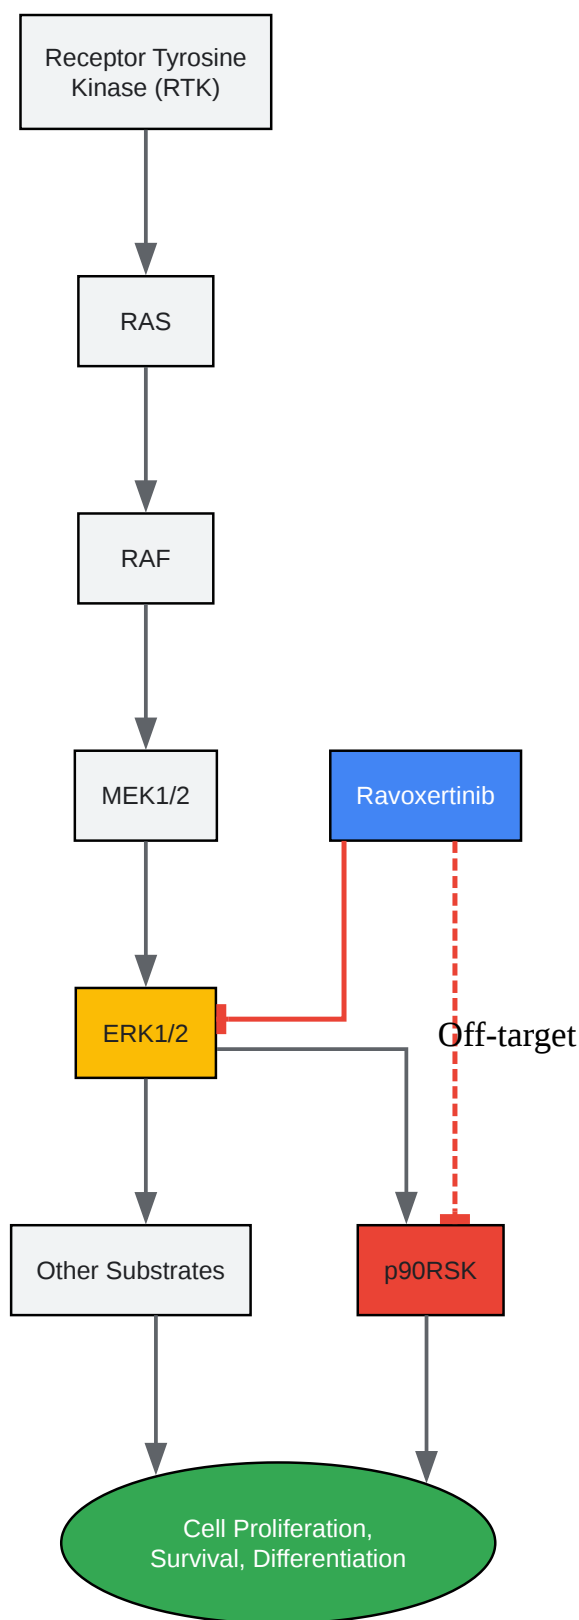 Receptor Tyrosine
Kinase (RTK)
RAS
RAF
MEK1/2
Ravoxertinib
ERK1/2
Off-target
Other Substrates
p90RSK
Cell Proliferation,
Survival, Differentiation